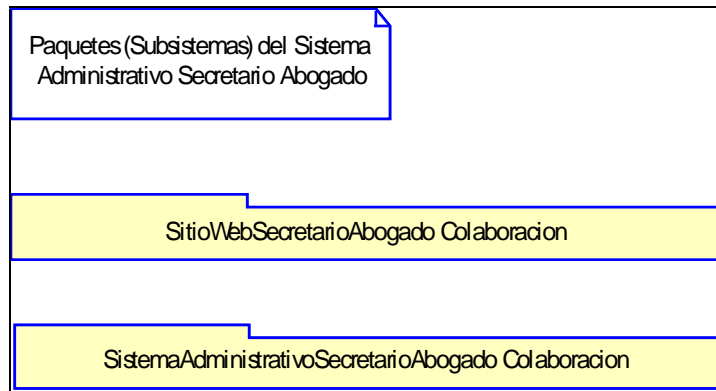 Paquetes (Subsistemas) del Sistema
Administrativo Secretario Abogado
SitioWebSecretarioAbogado Colaboracion
SistemaAdministrativoSecretarioAbogado Colaboracion